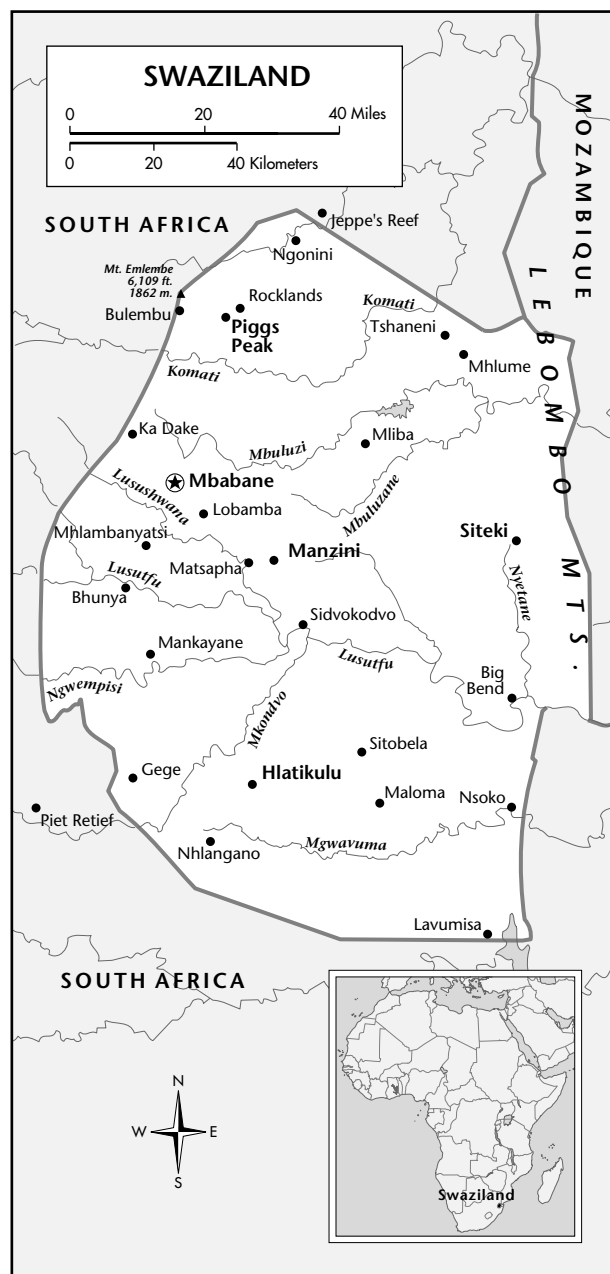 SWAZILAND
0 20 40 Miles
0 20 40 Kilometers
MOZAMBIQUE
SOUTH AFRICA
Jeppe's Reef
Ngonini
Mt. Emlembe
6,109 ft.
1862 m.
Bulembu
Rocklands
Piggs
Peak
Komati
Tshaneni
Mhlume
Komati
LEBOMBO MTS.
Ka Dake
Mbuluzi
Mliba
Mbabane
Lusushwana
Mbuluzane
Lobamba
Mhlambanyatsi
Manzini
Siteki
Matsapha
Lusutfu
Bhunya
Nyetane
Sidvokodvo
Mankayane
Lusutfu
Ngwempisi
Big
Bend
Mkondvo
Sitobela
Gege
Hlatikulu
Maloma
Nsoko
Piet Retief
Nhlangano
Mgwavuma
Lavumisa
SOUTH AFRICA
N
W E
S
Swaziland